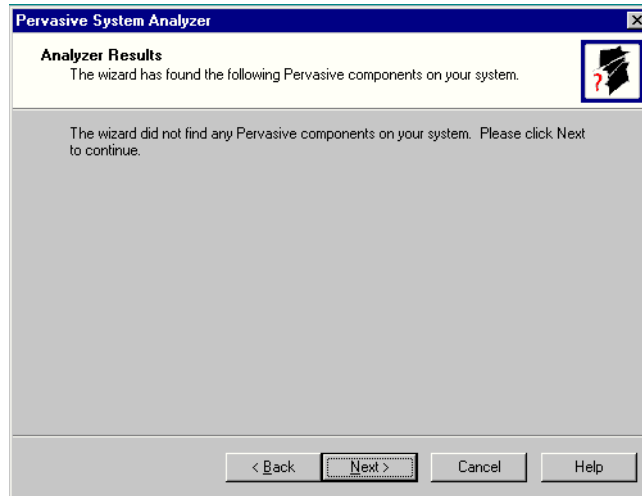 Pervasive System Analyzer
Analyzer Results
The wizard has found the following Pervasive components on your system.
?
The wizard did not find any Pervasive components on your system.  Please click Next
to continue.
< Back
Next >
Cancel
Help